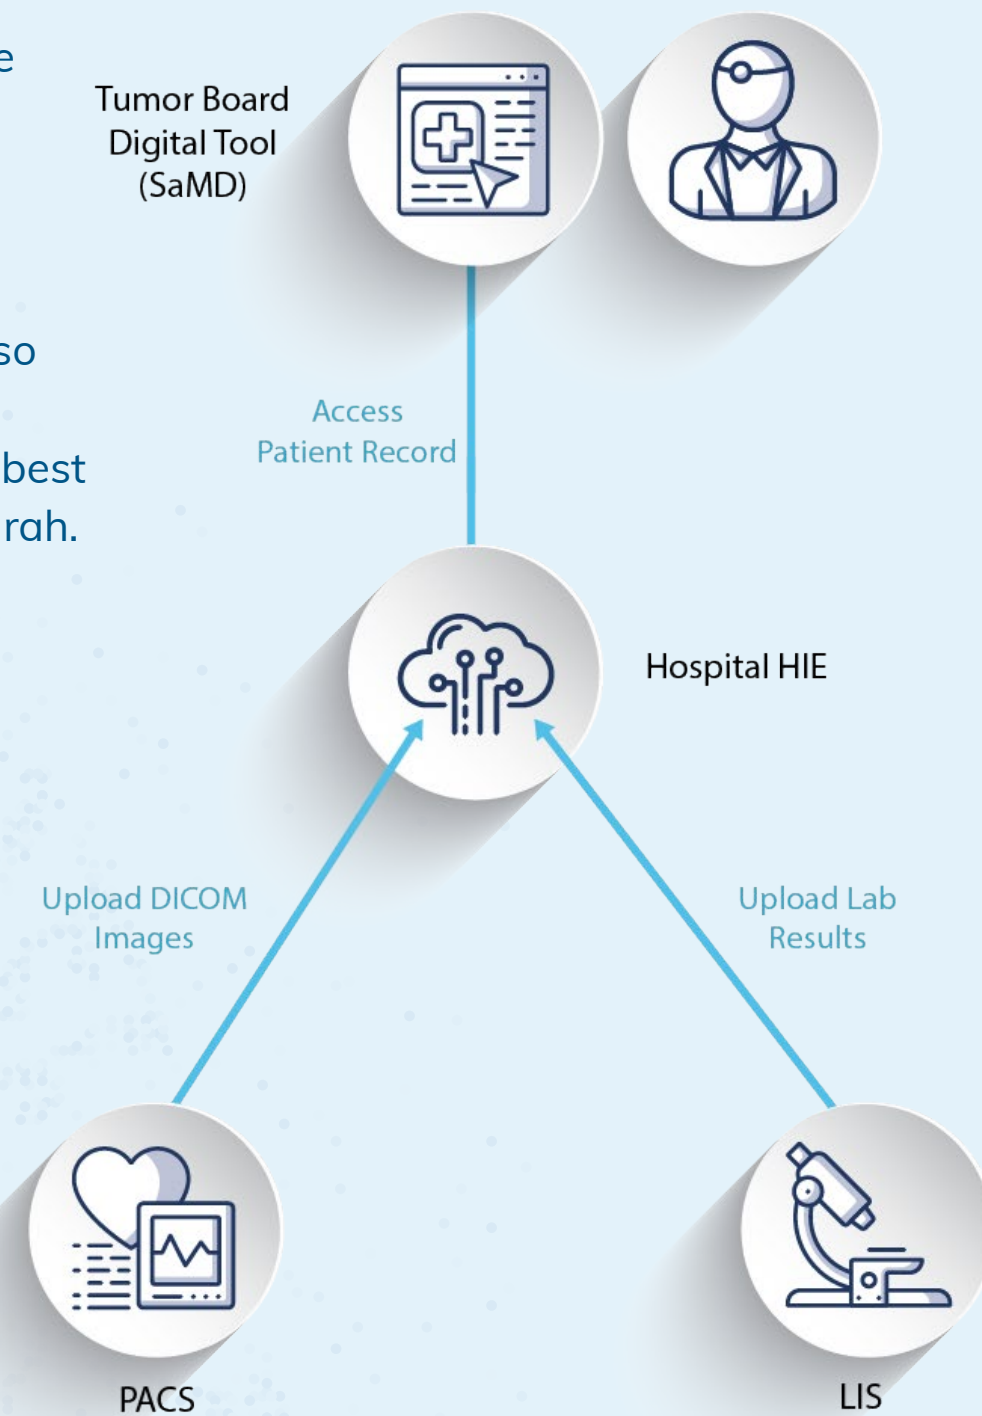 e
Tumor Board
Digital Tool
(SaMD)
so
Access
Patient Record
best
rah.
Hospital HIE
Upload DICOM
Images
Upload Lab
Results
PACS
LIS